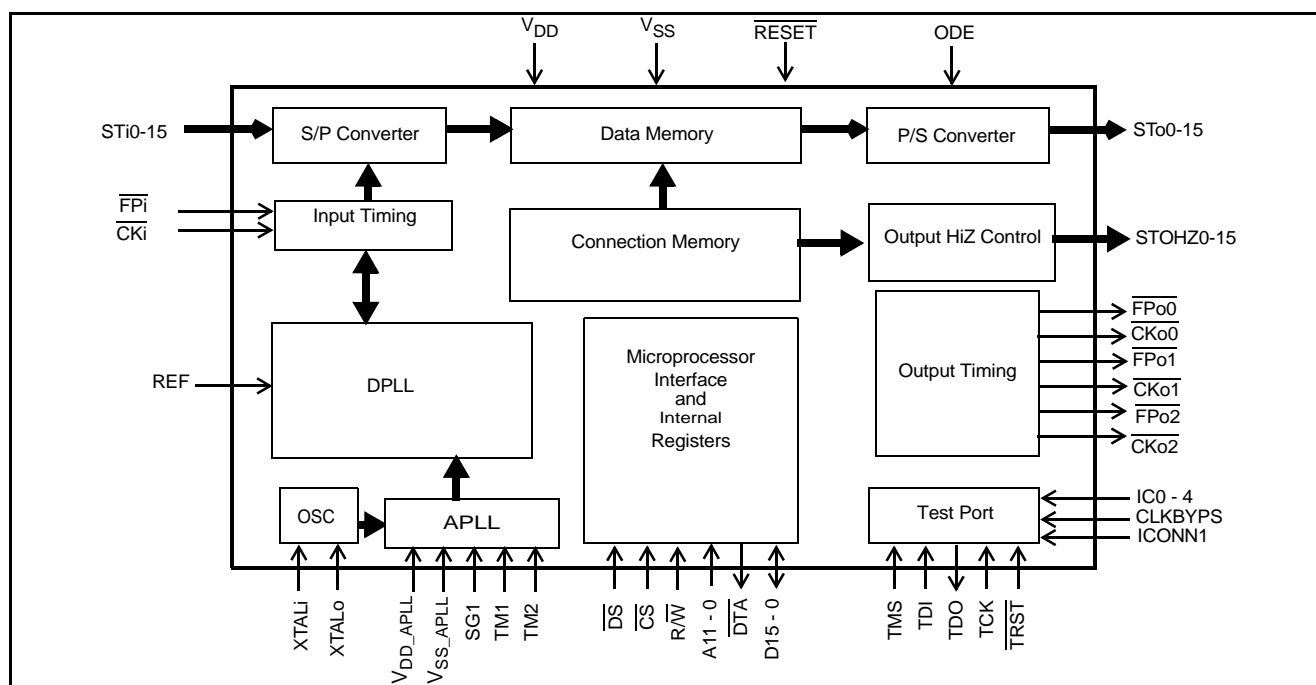 VDD
VSS
RESET
ODE
STi0-15
S/P Converter
Data Memory
P/S Converter
STo0-15
FPi
CKi
Input Timing
Connection Memory
Output HiZ Control
STOHZ0-15
REF
DPLL
Microprocessor
Interface
and
Internal
Registers
Output Timing
FPo0
CKo0
FPo1
CKo1
FPo2
CKo2
OSC
APLL
Test Port
IC0 - 4
CLKBYPS
ICONN1
XTALi
XTALo
VDD_APLL
VSS_APLL
SG1
TM1
TM2
DS
CS
R/W
A11 - 0
DTA
D15 - 0
TMS
TDI
TDO
TCK
TRST